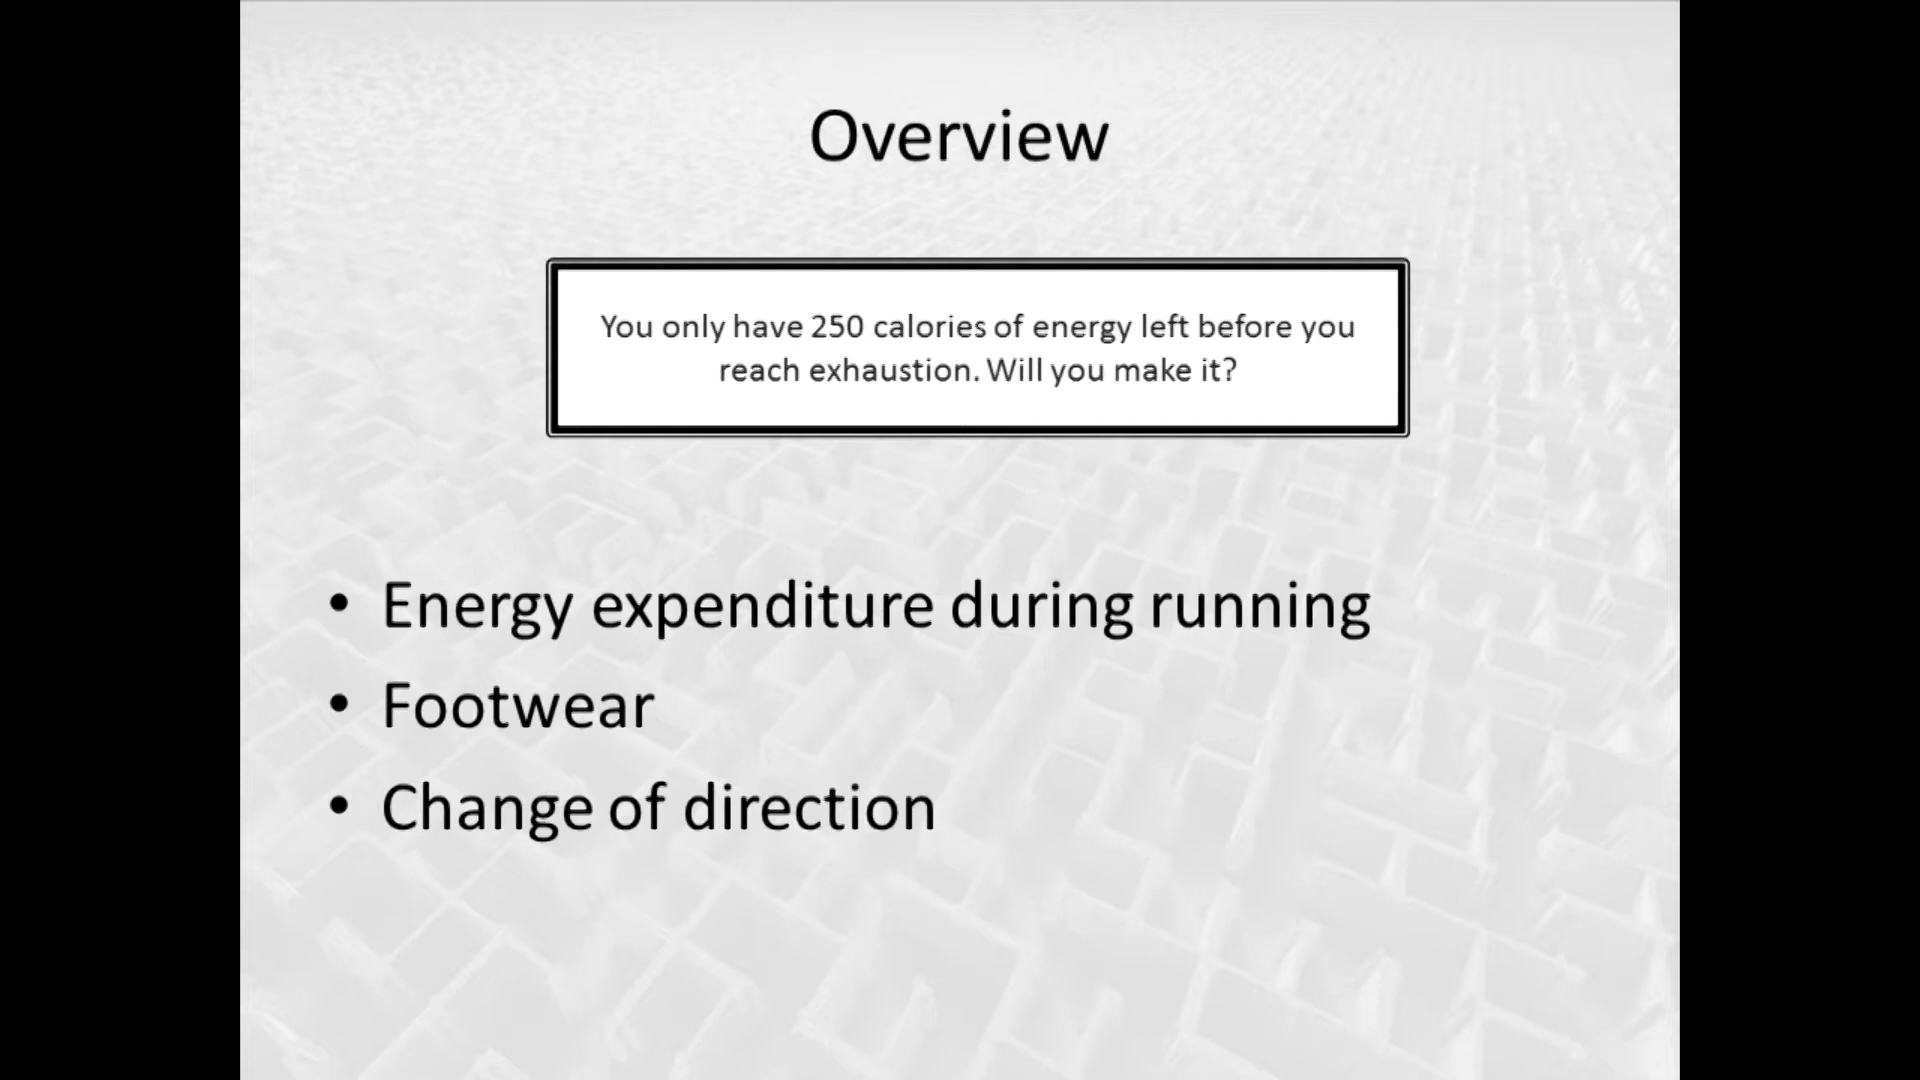 Overview
You only have 250 calories of energy left before you
reach exhaustion. Will you make it?
• Energy expenditure during running
• Footwear
• Change of direction